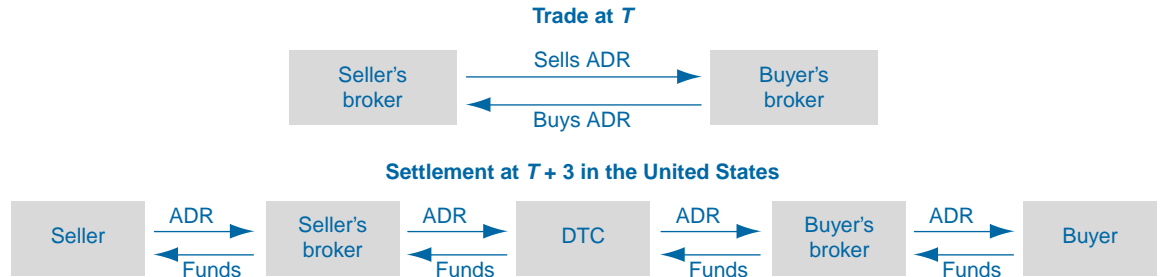 Trade at T
Sells ADR
Seller's
broker
Buyer's
broker
Buys ADR
Settlement at T + 3 in the United States
Seller
ADR
Funds
Seller's
broker
ADR
Funds
DTC
ADR
Funds
Buyer's
broker
ADR
Funds
Buyer